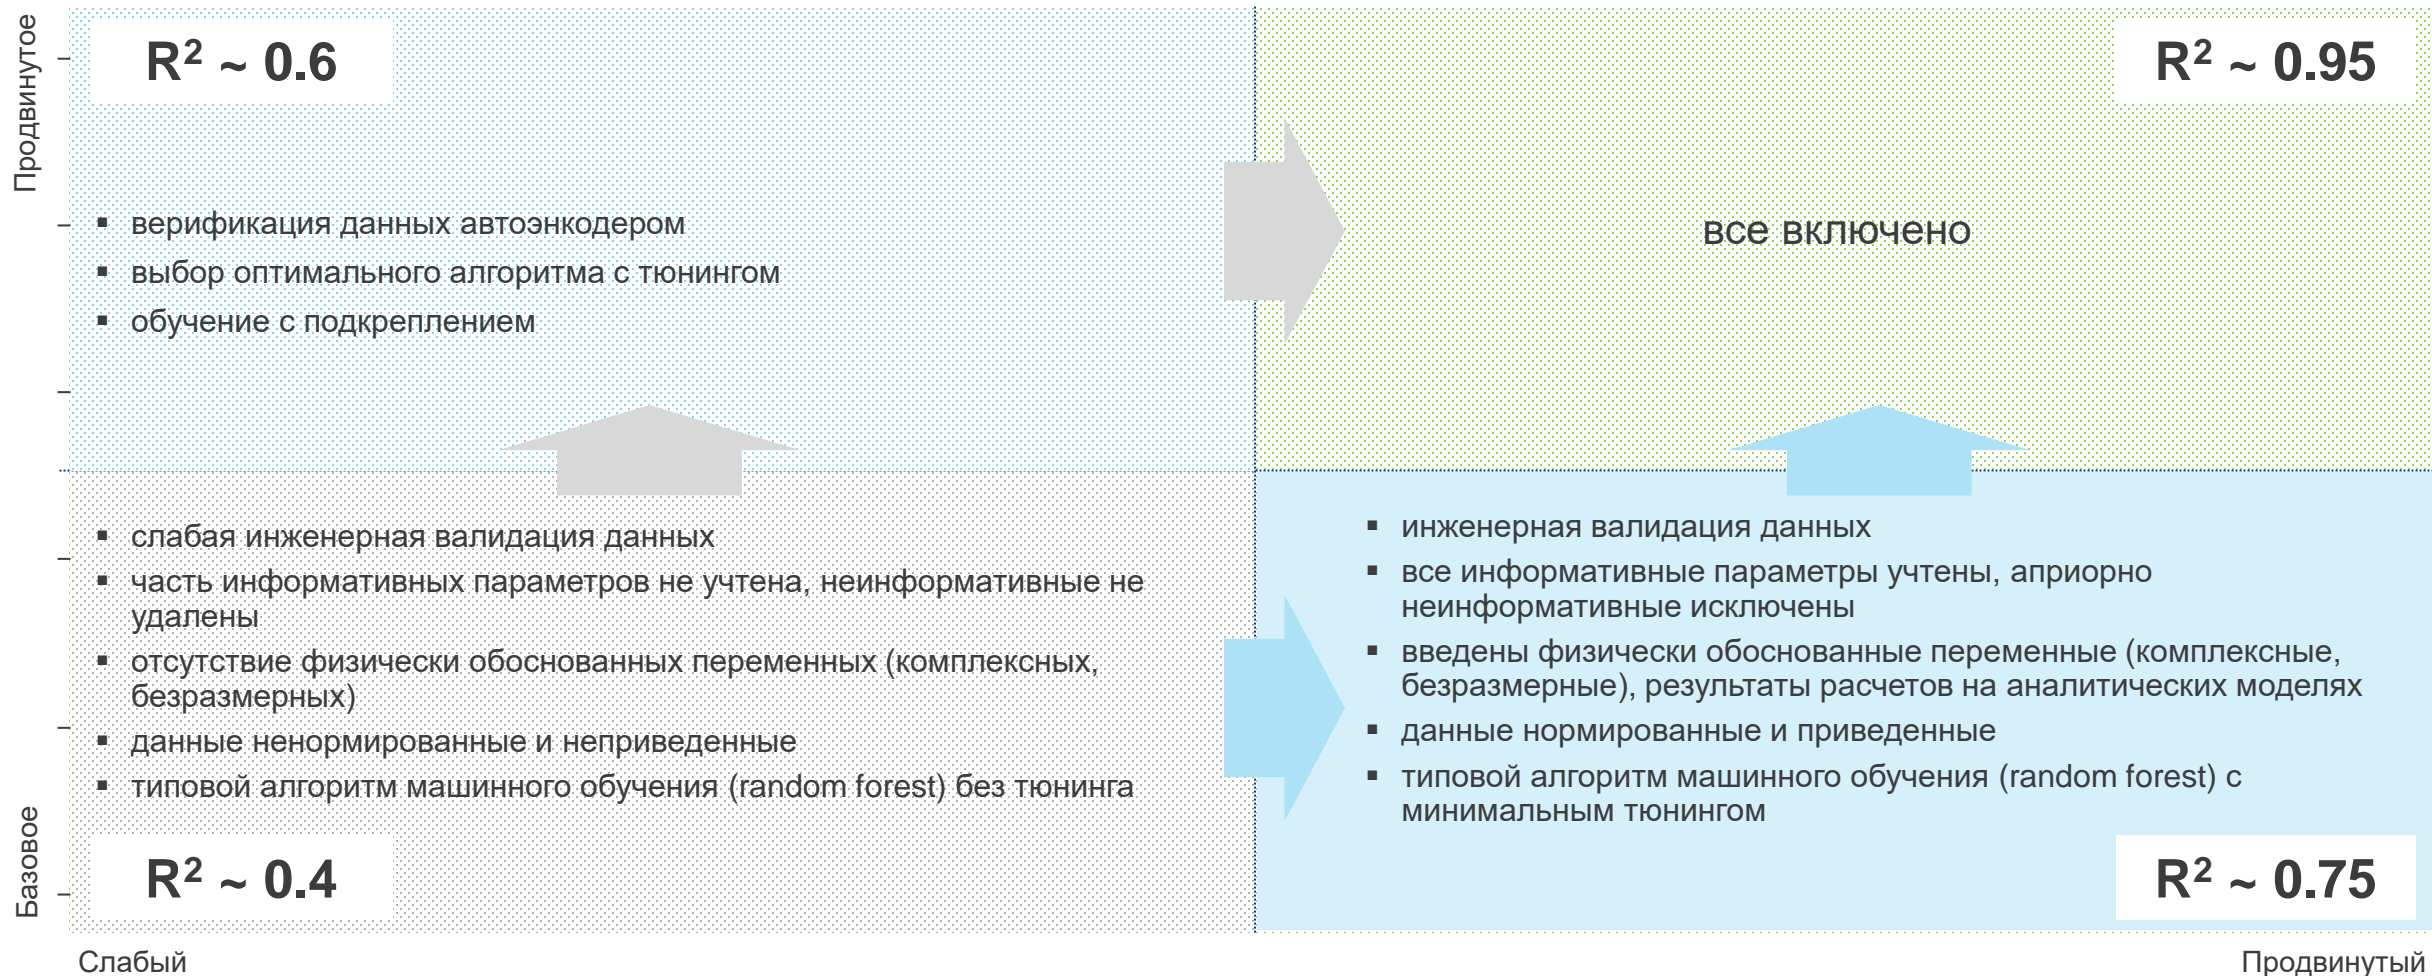 Продвинутое
R² ~ 0.6
▪ верификация данных автоэнкодером
▪ выбор оптимального алгоритма с тюнингом
▪ обучение с подкреплением
R² ~ 0.95
все включено
Базовое
▪ слабая инженерная валидация данных
▪ часть информативных параметров не учтена, неинформативные не
удалены
▪ отсутствие физически обоснованных переменных (комплексных,
безразмерных)
▪ данные ненормированные и неприведенные
▪ типовой алгоритм машинного обучения (random forest) без тюнинга
R² ~ 0.4
▪ инженерная валидация данных
▪ все информативные параметры учтены, априорно
неинформативные исключены
▪ введены физически обоснованные переменные (комплексные,
безразмерные), результаты расчетов на аналитических моделях
▪ данные нормированные и приведенные
▪ типовой алгоритм машинного обучения (random forest) с
минимальным тюнингом
R² ~ 0.75
Слабый
Продвинутый